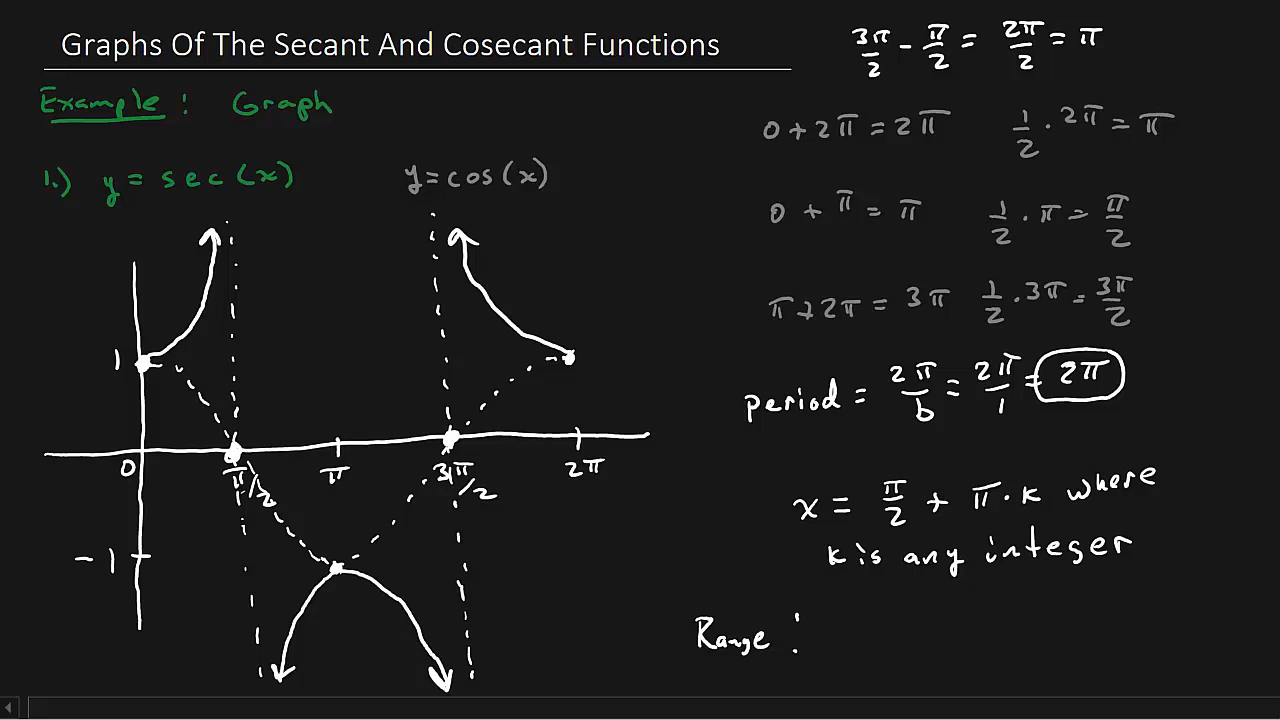 Graphs Of The Secant And Cosecant Functions
3π/2 - π/2 = 2π/2 = π
Example: Graph
0 + 2π = 2π 1/2 · 2π = π
1.) y = sec(x) y = cos(x)
0 + π = π 1/2 · π = π/2
π + 2π = 3π 1/2 · 3π = 3π/2
1
period = 2π/b = 2π/1 = 2π
0 π/2 π 3π/2 2π
x = π/2 + π · k where
k is any integer
-1
Range :